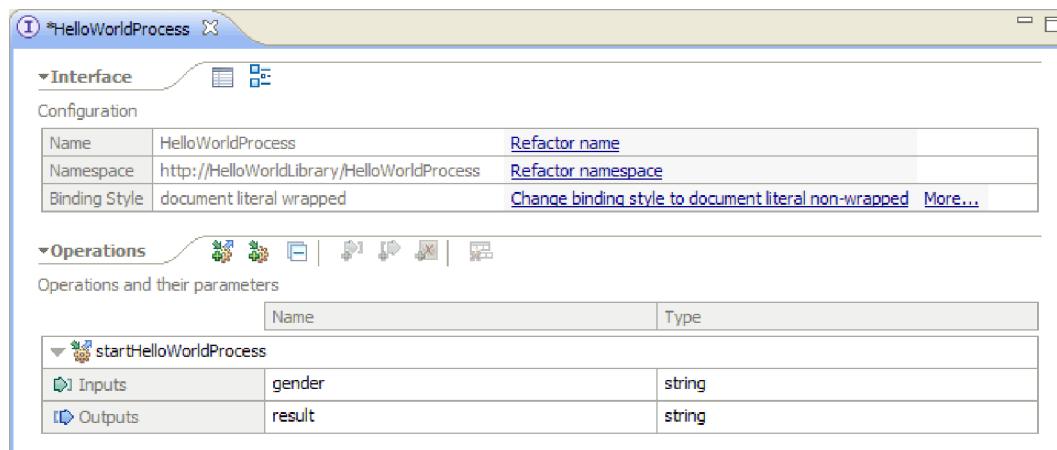 *HelloWorldProcess
Interface
Configuration
Name HelloWorldProcess Refactor name
Namespace http://HelloWorldLibrary/HelloWorldProcess Refactor namespace
Binding Style document literal wrapped Change binding style to document literal non-wrapped More...
Operations
Operations and their parameters
Name Type
startHelloWorldProcess
Inputs gender string
Outputs result string